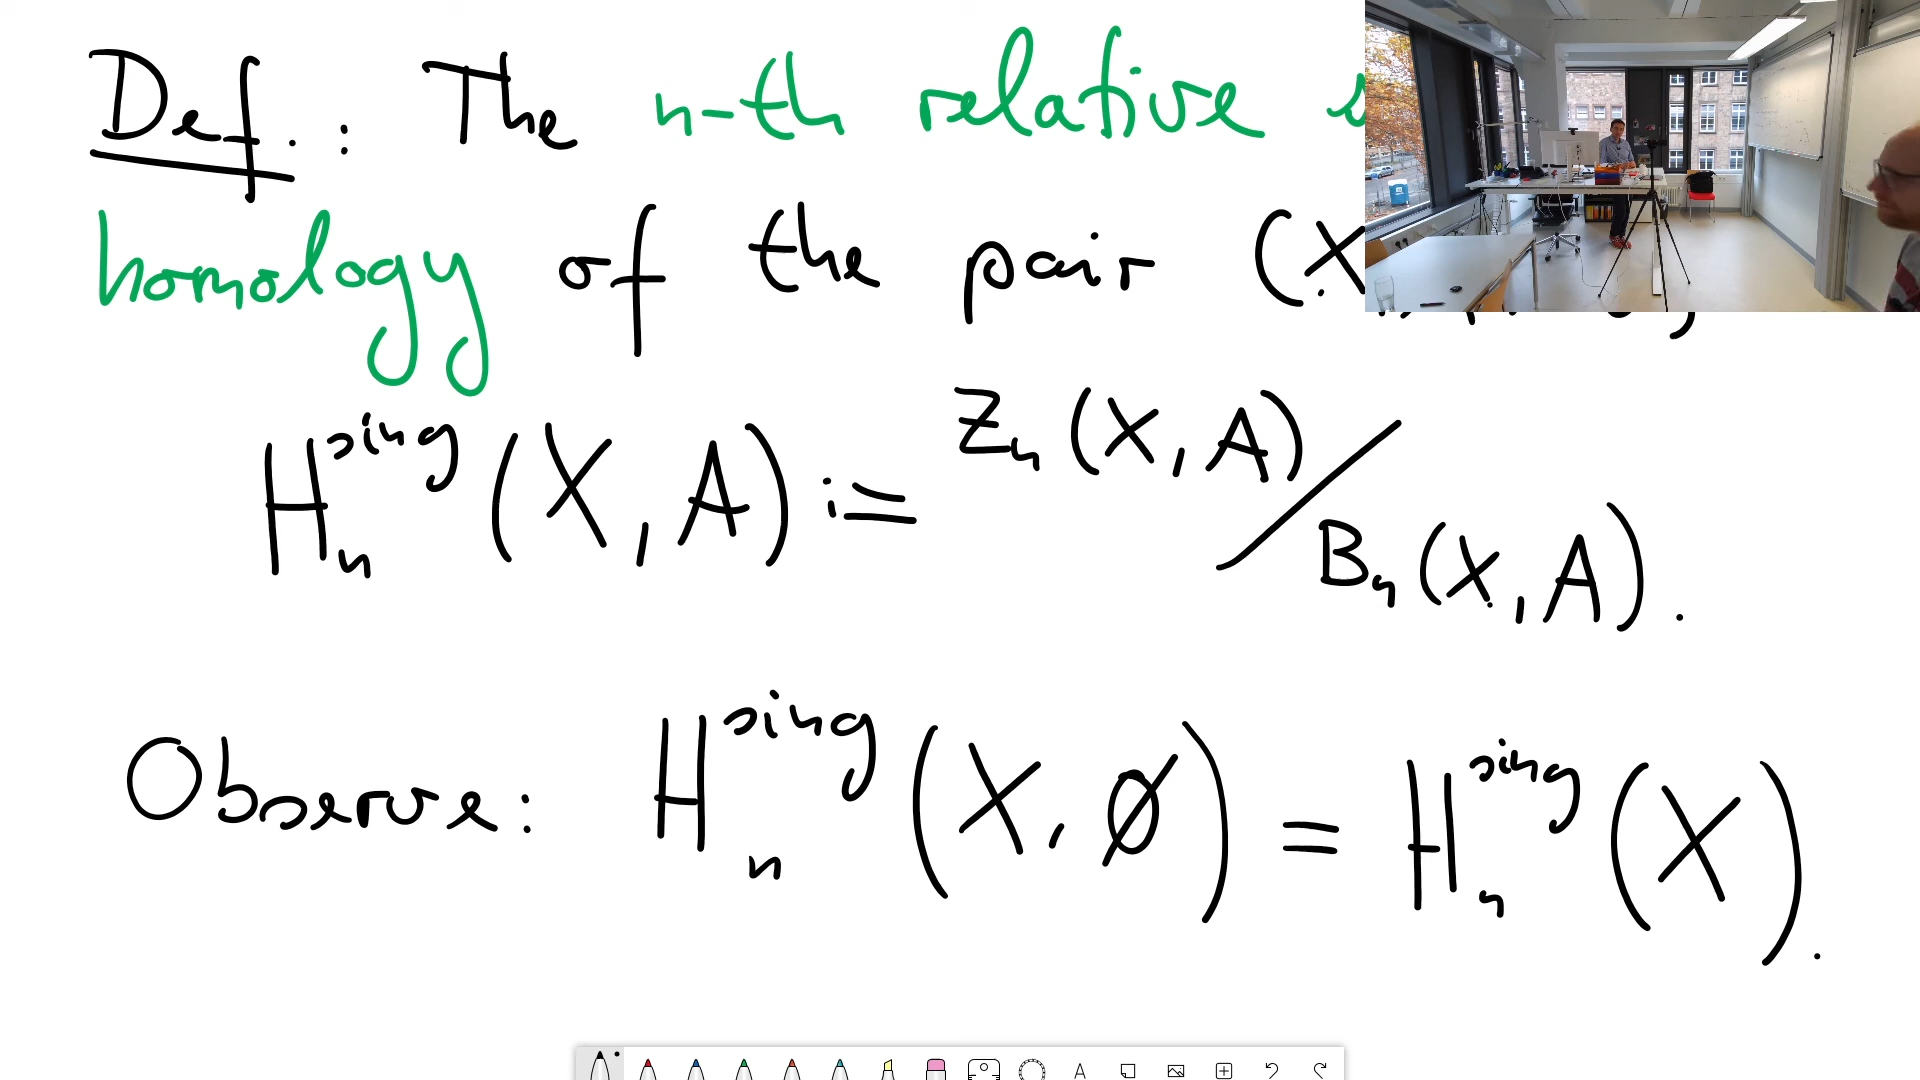 Def.: The n-th relative
homology of the pair (X
H_n^sing (X, A) := Z_n (X, A) / B_n (X, A).
Observe: H_n^sing (X, ∅) = H_n^sing (X).
A